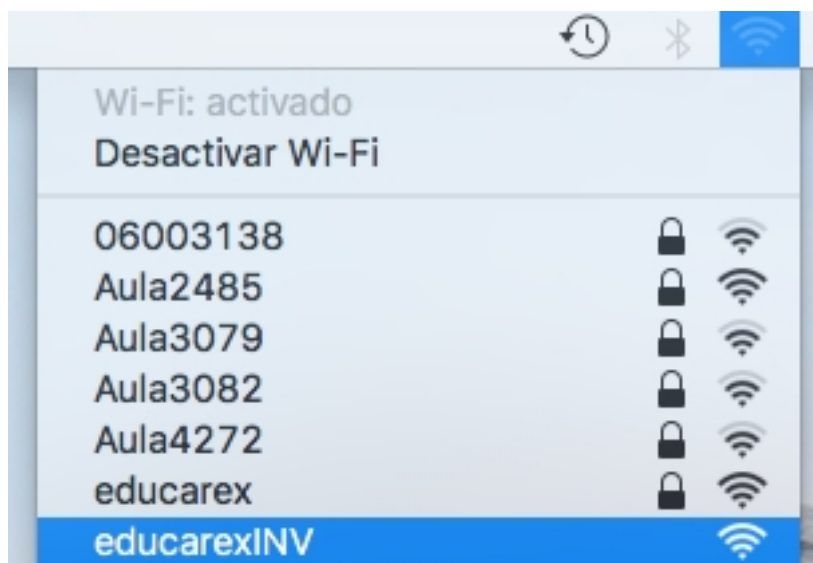 Wi-Fi: activado
Desactivar Wi-Fi
06003138
Aula2485
Aula3079
Aula3082
Aula4272
educarex
educarexINV